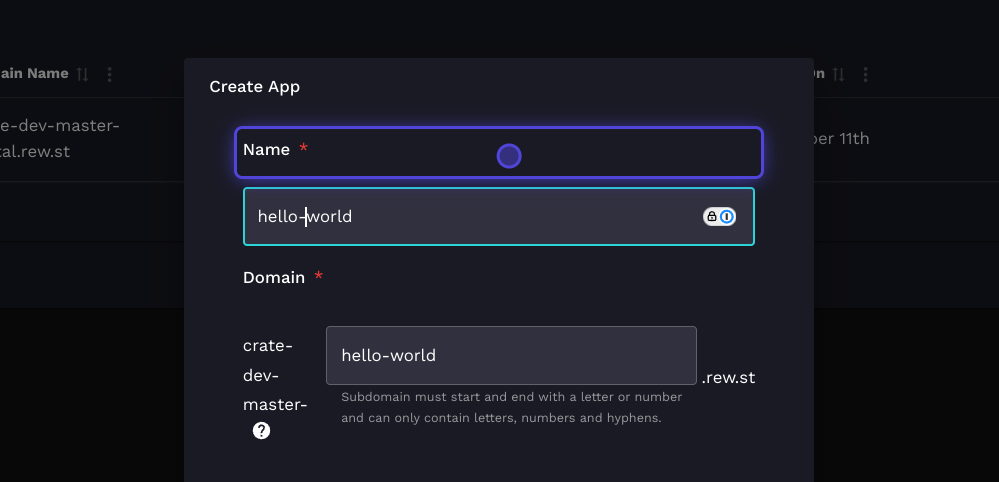 ain Name
On
Create App
e-dev-master-
tal.rew.st
ber 11th
Name *
hello-world
Domain *
crate-
dev-
master-
hello-world
.rew.st
Subdomain must start and end with a letter or number
and can only contain letters, numbers and hyphens.
?